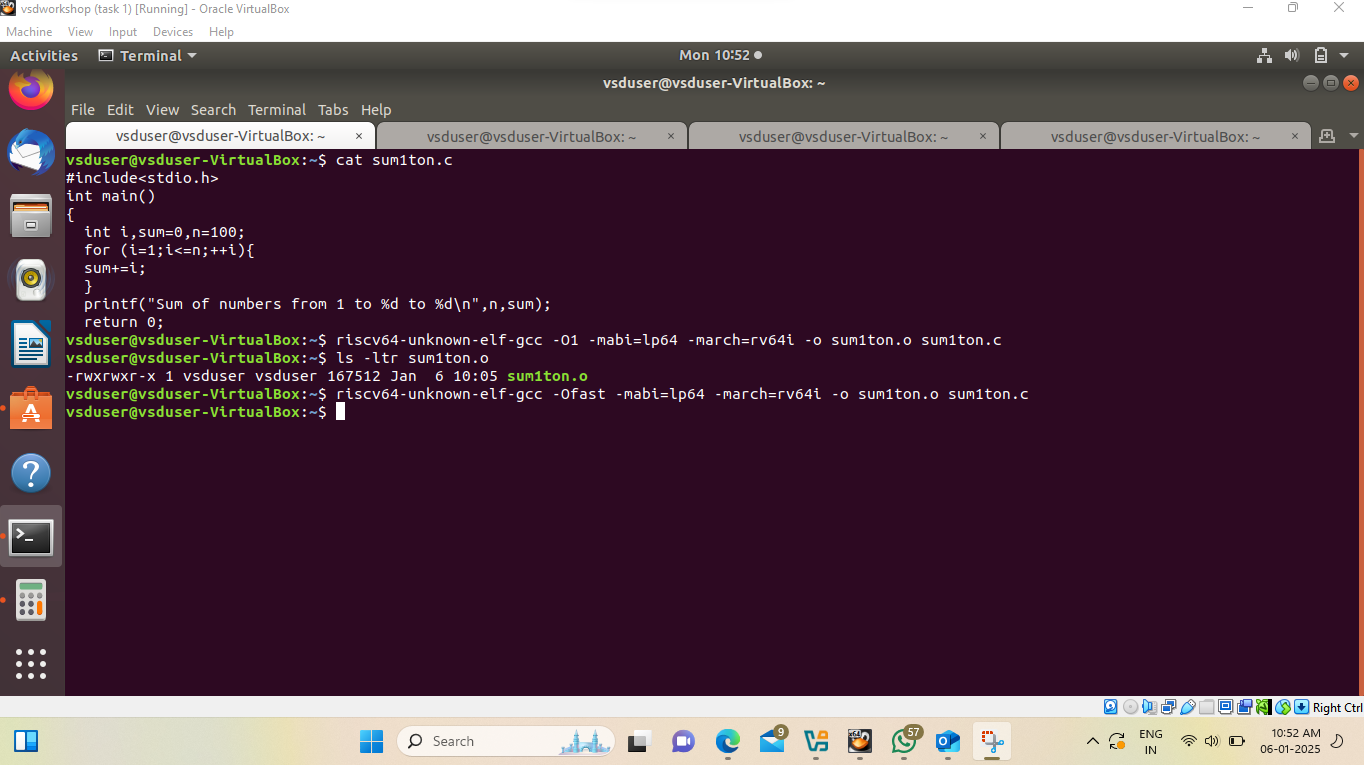 vsdworkshop (task 1) [Running] - Oracle VirtualBox
Machine View Input Devices Help
Activities Terminal Mon 10:52
vsduser@vsduser-VirtualBox: ~
File Edit View Search Terminal Tabs Help
vsduser@vsduser-VirtualBox: ~ × vsduser@vsduser-VirtualBox: ~ × vsduser@vsduser-VirtualBox: ~ × vsduser@vsduser-VirtualBox: ~ ×
vsduser@vsduser-VirtualBox:~$ cat sum1ton.c
#include<stdio.h>
int main()
{
  int i,sum=0,n=100;
  for (i=1;i<=n;++i){
  sum+=i;
  }
  printf("Sum of numbers from 1 to %d to %d\n",n,sum);
  return 0;
vsduser@vsduser-VirtualBox:~$ riscv64-unknown-elf-gcc -O1 -mabi=lp64 -march=rv64i -o sum1ton.o sum1ton.c
vsduser@vsduser-VirtualBox:~$ ls -ltr sum1ton.o
-rwxrwxr-x 1 vsduser vsduser 167512 Jan  6 10:05 sum1ton.o
vsduser@vsduser-VirtualBox:~$ riscv64-unknown-elf-gcc -Ofast -mabi=lp64 -march=rv64i -o sum1ton.o sum1ton.c
vsduser@vsduser-VirtualBox:~$
Right Ctrl
Search 9 57 ENG 10:52 AM
IN 06-01-2025